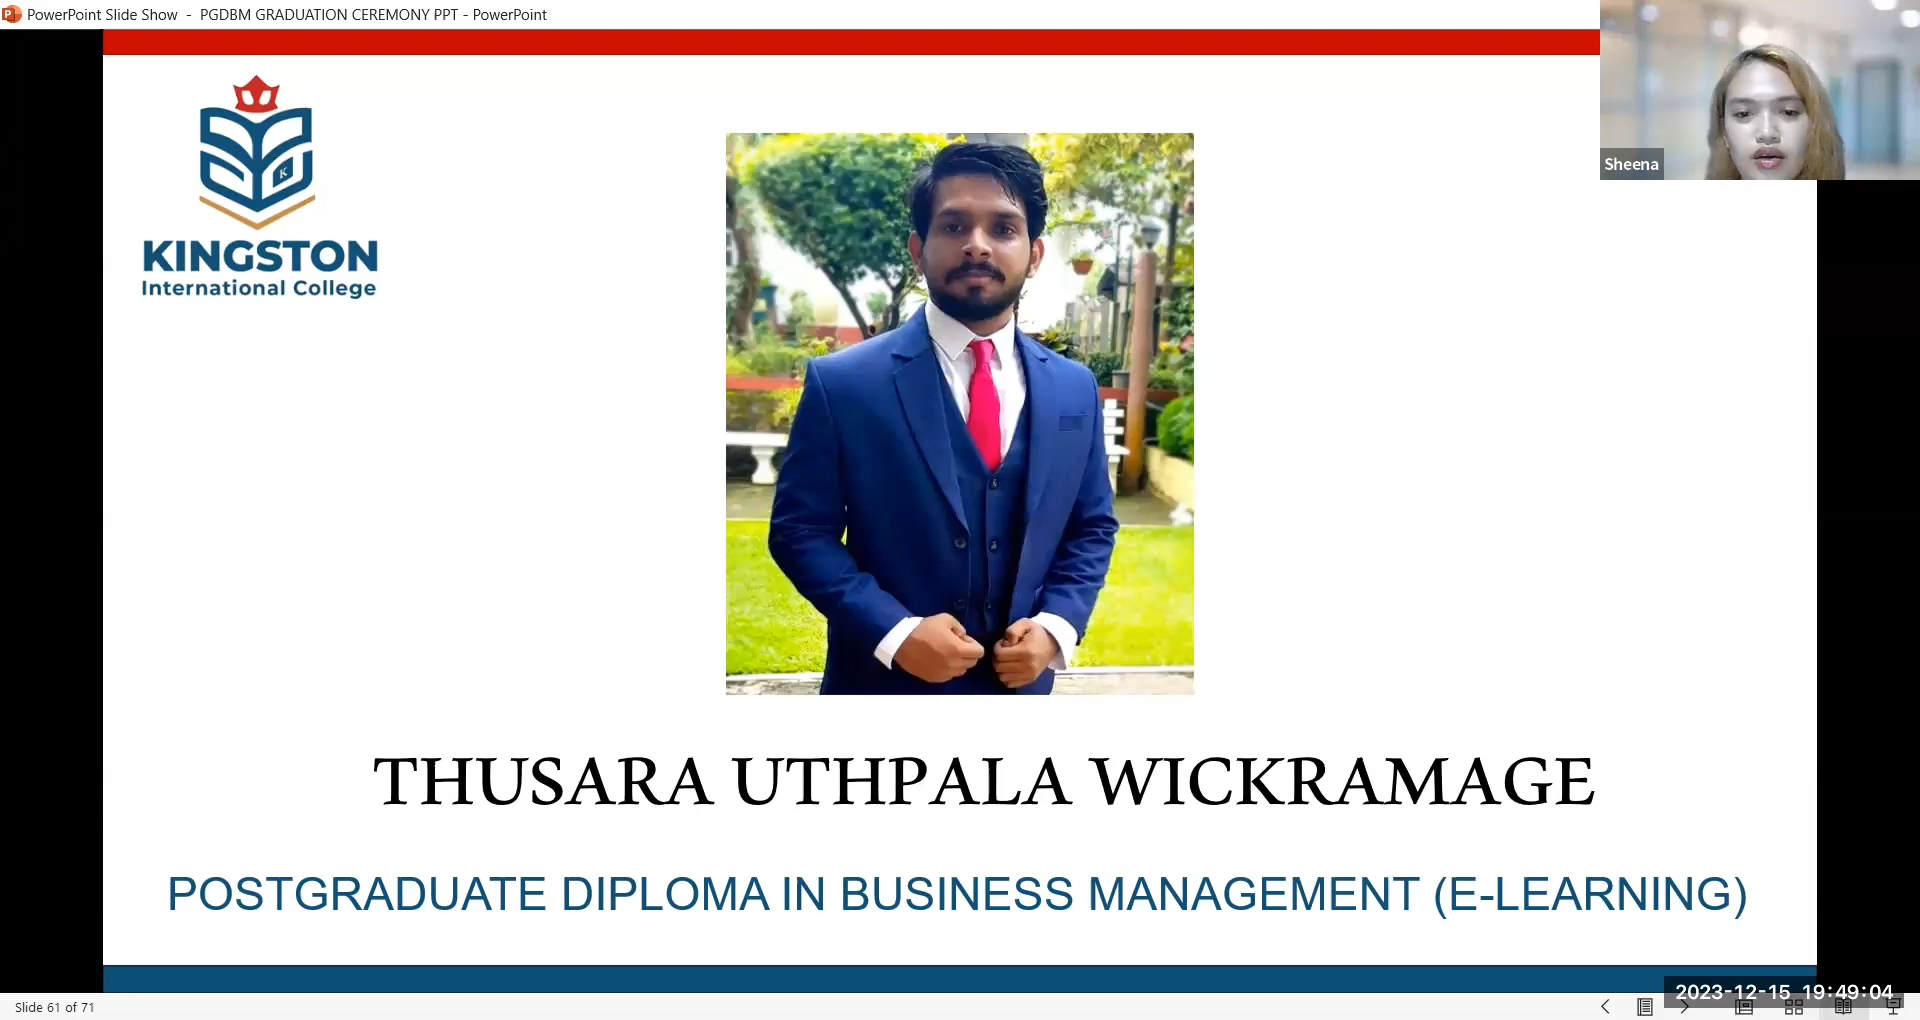 PowerPoint Slide Show - PGDBM GRADUATION CEREMONY PPT - PowerPoint
K
KINGSTON
International College
Sheena
THUSARA UTHPALA WICKRAMAGE
POSTGRADUATE DIPLOMA IN BUSINESS MANAGEMENT (E-LEARNING)
2023-12-15 19:49:04
Slide 61 of 71